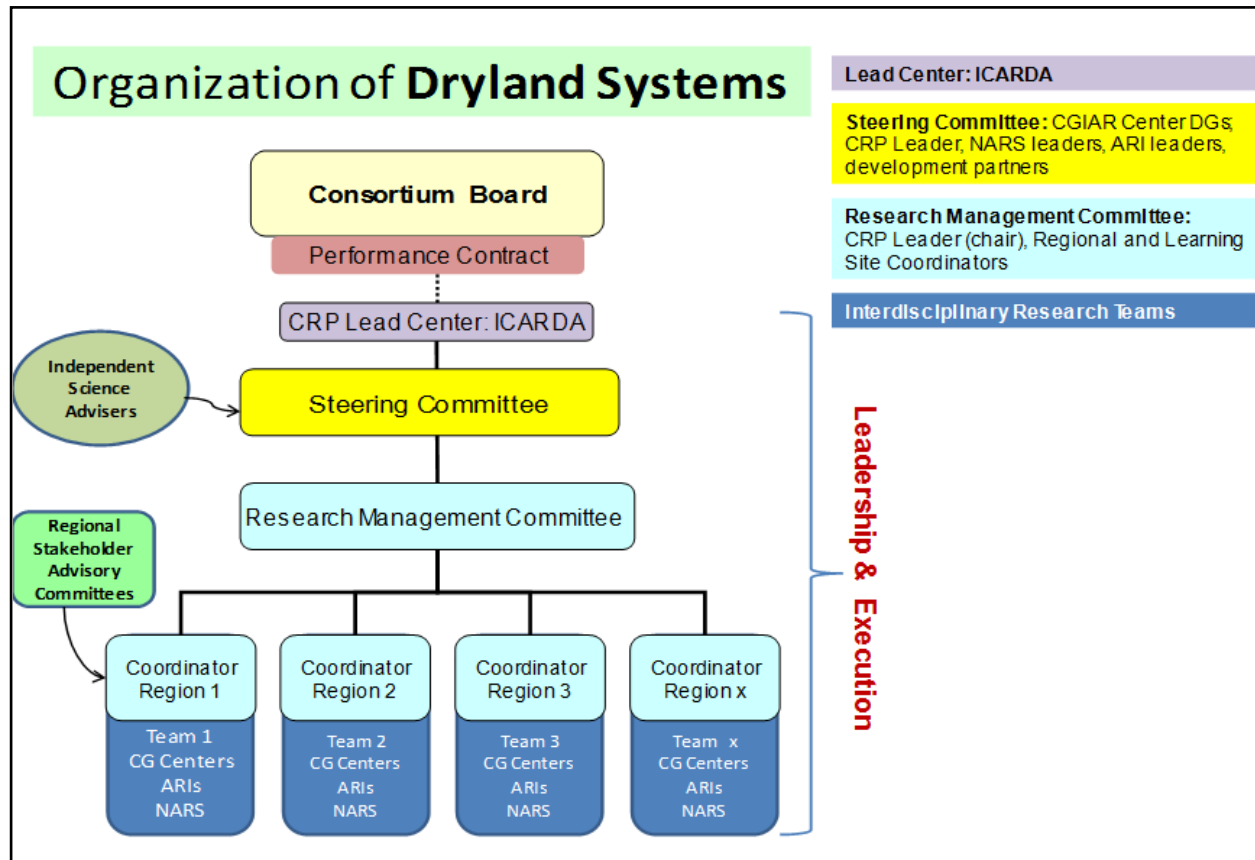 Organization of Dryland Systems
Consortium Board
Performance Contract
CRP Lead Center: ICARDA
Independent
Science
Advisers
Steering Committee
Research Management Committee
Regional
Stakeholder
Advisory
Committees
Coordinator
Region 1
Team 1
CG Centers
ARIs
NARS
Coordinator
Region 2
Team 2
CG Centers
ARIs
NARS
Coordinator
Region 3
Team 3
CG Centers
ARIs
NARS
Coordinator
Region x
Team x
CG Centers
ARIs
NARS
Lead Center: ICARDA
Steering Committee: CGIAR Center DGs;
CRP Leader, NARS leaders, ARI leaders,
development partners
Research Management Committee:
CRP Leader (chair), Regional and Learning
Site Coordinators
Interdisciplinary Research Teams
Leadership & Execution